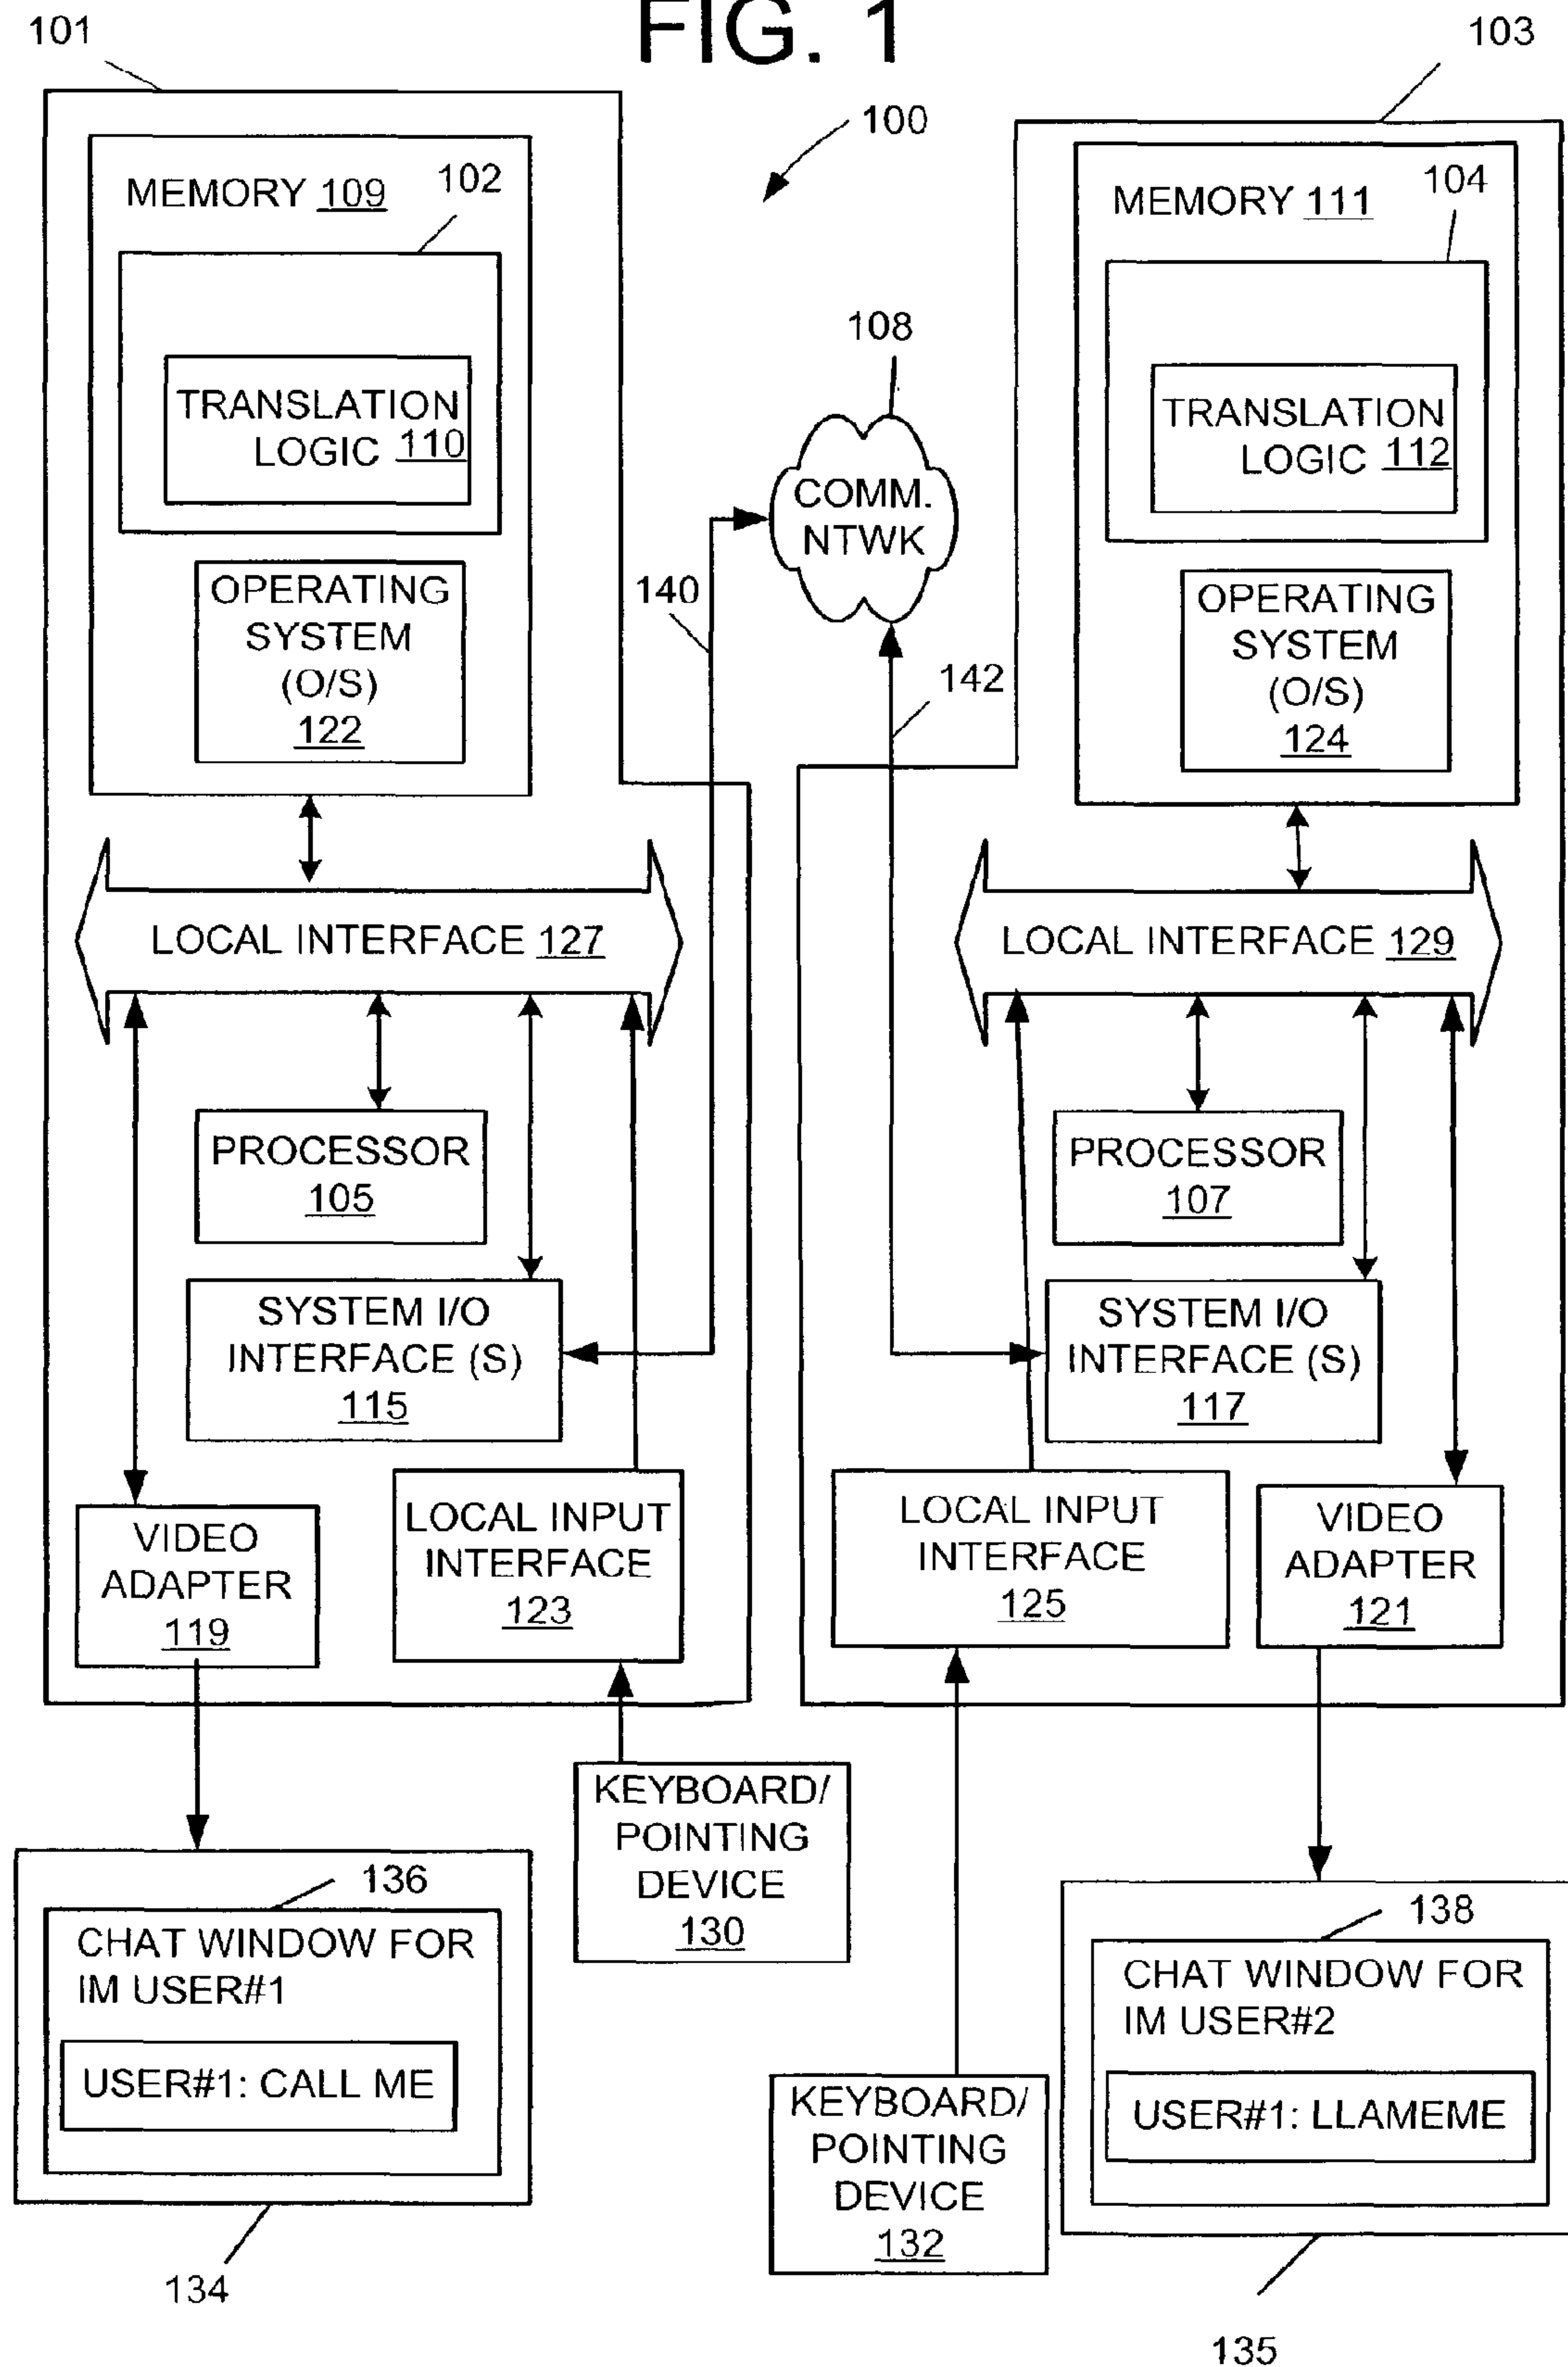 FIG. 1
101
103
100
MEMORY 109
102
TRANSLATION
LOGIC 110
OPERATING
SYSTEM
(O/S)
122
MEMORY 111
104
TRANSLATION
LOGIC 112
OPERATING
SYSTEM
(O/S)
124
108
COMM.
NTWK
140
142
LOCAL INTERFACE 127
LOCAL INTERFACE 129
PROCESSOR
105
PROCESSOR
107
SYSTEM I/O
INTERFACE (S)
115
SYSTEM I/O
INTERFACE (S)
117
VIDEO
ADAPTER
119
LOCAL INPUT
INTERFACE
123
LOCAL INPUT
INTERFACE
125
VIDEO
ADAPTER
121
KEYBOARD/
POINTING
DEVICE
130
136
CHAT WINDOW FOR
IM USER#1
USER#1: CALL ME
134
KEYBOARD/
POINTING
DEVICE
132
138
CHAT WINDOW FOR
IM USER#2
USER#1: LLAMEME
135